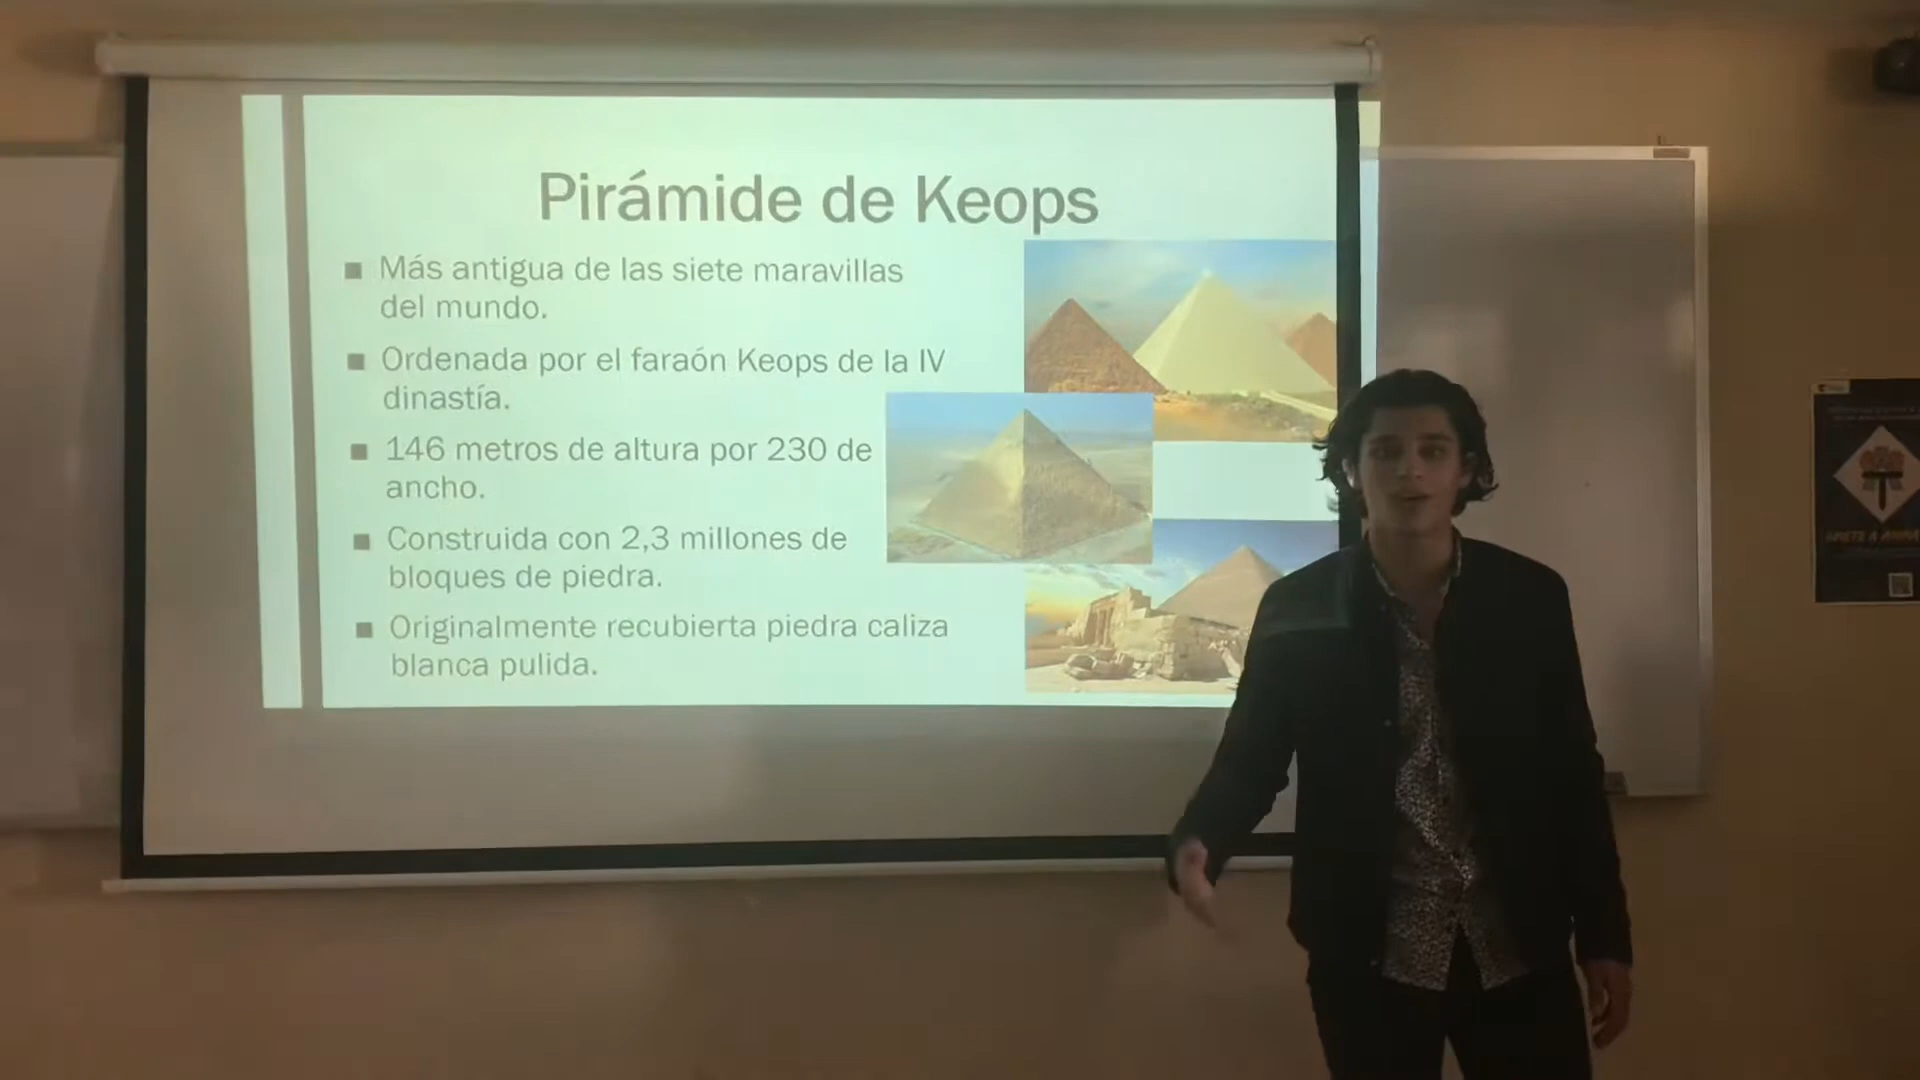 Pirámide de Keops
Más antigua de las siete maravillas
del mundo.
Ordenada por el faraón Keops de la IV
dinastía.
146 metros de altura por 230 de
ancho.
Construida con 2,3 millones de
bloques de piedra.
Originalmente recubierta piedra caliza
blanca pulida.